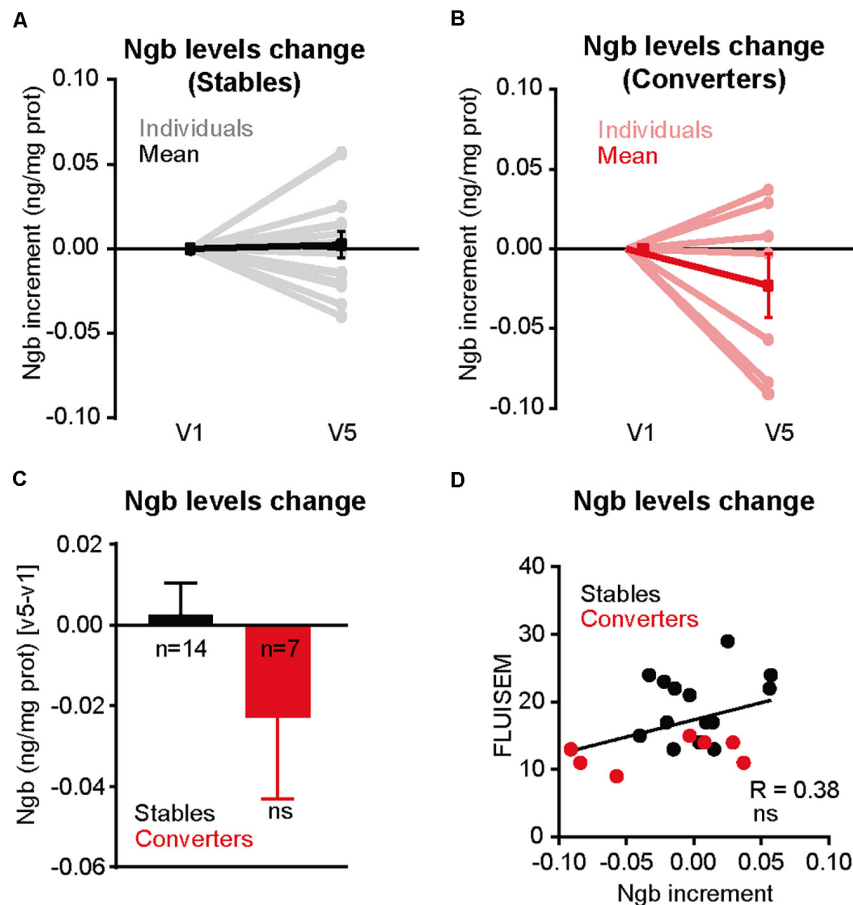 A
Ngb levels change
(Stables)
Ngb increment (ng/mg prot)
0.10
0.05
0.00
-0.05
-0.10
Individuals
Mean
V1
V5
B
Ngb levels change
(Converters)
Ngb increment (ng/mg prot)
0.10
0.05
0.00
-0.05
-0.10
Individuals
Mean
V1
V5
C
Ngb levels change
Ngb (ng/mg prot) [v5-v1]
0.02
0.00
-0.02
-0.04
-0.06
n=14
n=7
ns
Stables
Converters
D
Ngb levels change
FLUISEM
40
30
20
10
0
Stables
Converters
R = 0.38
ns
-0.10
-0.05
0.00
0.05
0.10
Ngb increment